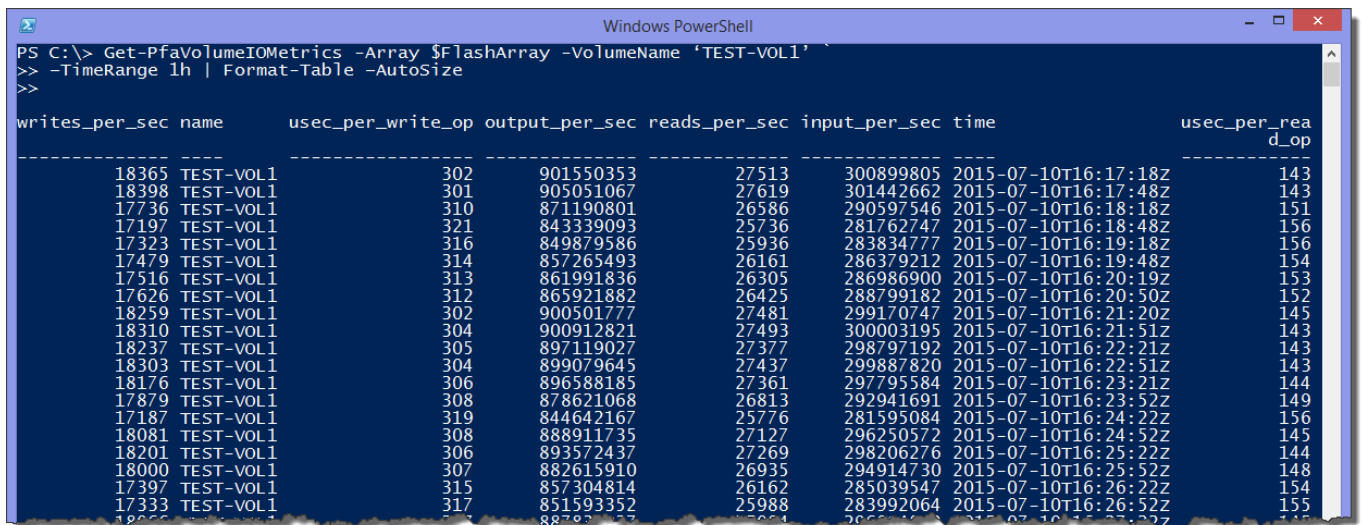 Windows PowerShell
PS C:\> Get-PfaVolumeIOMetrics -Array $FlashArray -VolumeName ‘TEST-VOL1’ `
>> -TimeRange 1h | Format-Table -AutoSize
>>
writes_per_sec name usec_per_write_op output_per_sec reads_per_sec input_per_sec time usec_per_rea
d_op
-------------- ---- ----------------- -------------- ------------- ------------- ---- ------------
18365 TEST-VOL1 302 901550353 27513 300899805 2015-07-10T16:17:18Z 143
18398 TEST-VOL1 301 905051067 27619 301442662 2015-07-10T16:17:48Z 143
17736 TEST-VOL1 310 871190801 26586 290597546 2015-07-10T16:18:18Z 151
17197 TEST-VOL1 321 843339093 25736 281762747 2015-07-10T16:18:48Z 156
17323 TEST-VOL1 316 849879586 25936 283834777 2015-07-10T16:19:18Z 156
17479 TEST-VOL1 314 857265493 26161 286379212 2015-07-10T16:19:48Z 154
17516 TEST-VOL1 313 861991836 26305 286986900 2015-07-10T16:20:19Z 153
17626 TEST-VOL1 312 865921882 26425 288799182 2015-07-10T16:20:50Z 152
18259 TEST-VOL1 302 900501777 27481 299170747 2015-07-10T16:21:20Z 145
18310 TEST-VOL1 304 900912821 27493 300003195 2015-07-10T16:21:51Z 143
18237 TEST-VOL1 305 897119027 27377 298797192 2015-07-10T16:22:21Z 143
18303 TEST-VOL1 304 899079645 27437 299887820 2015-07-10T16:22:51Z 143
18176 TEST-VOL1 306 896588185 27361 297795584 2015-07-10T16:23:21Z 144
17879 TEST-VOL1 308 878621068 26813 292941691 2015-07-10T16:23:52Z 149
17187 TEST-VOL1 319 844642167 25776 281595084 2015-07-10T16:24:22Z 156
18081 TEST-VOL1 308 888911735 27127 296250572 2015-07-10T16:24:52Z 145
18201 TEST-VOL1 306 893572437 27269 298206276 2015-07-10T16:25:22Z 144
18000 TEST-VOL1 307 882615910 26935 294914730 2015-07-10T16:25:52Z 148
17397 TEST-VOL1 315 857304814 26162 285039547 2015-07-10T16:26:22Z 154
17333 TEST-VOL1 317 851593352 25988 283992064 2015-07-10T16:26:52Z 155